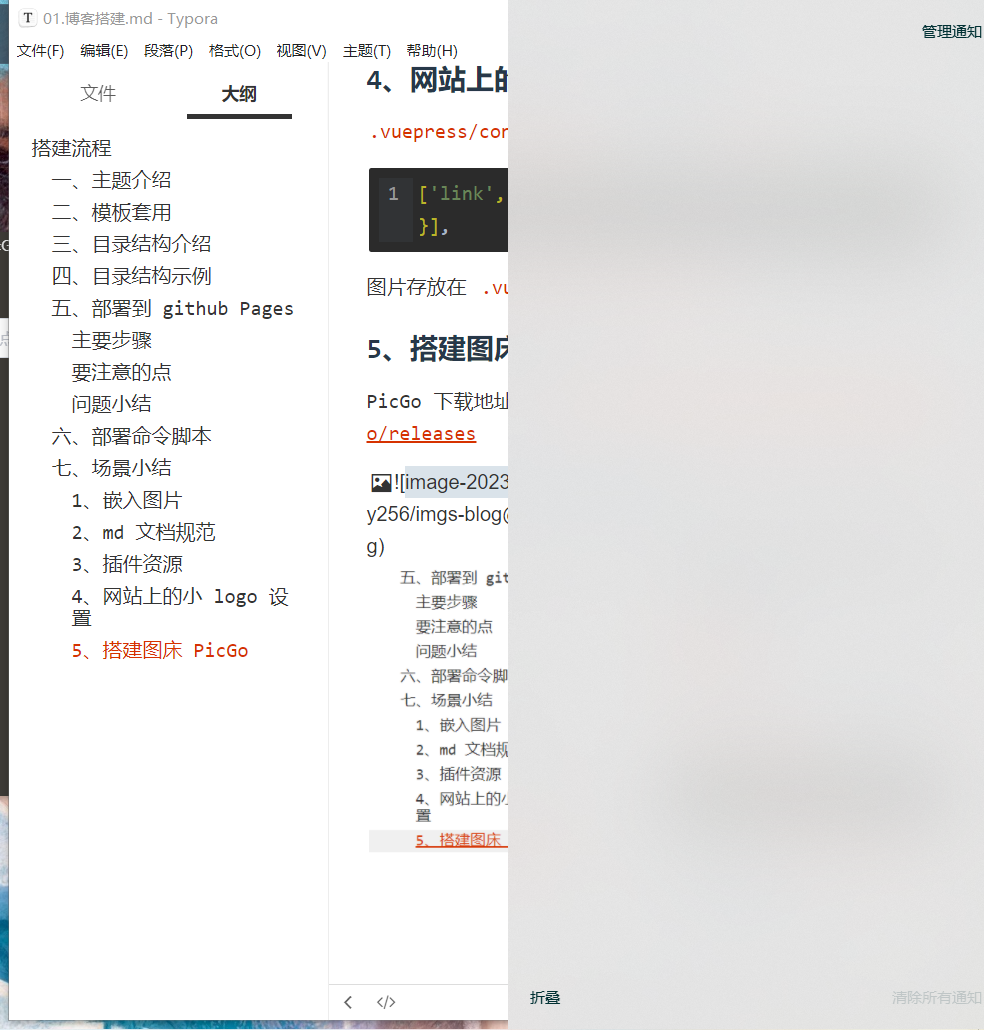 T 01.博客搭建.md - Typora
文件(F) 编辑(E) 段落(P) 格式(O) 视图(V) 主题(T) 帮助(H)
文件 大纲
搭建流程
一、主题介绍
二、模板套用
三、目录结构介绍
四、目录结构示例
五、部署到 github Pages
主要步骤
要注意的点
问题小结
六、部署命令脚本
七、场景小结
1、嵌入图片
2、md 文档规范
3、插件资源
4、网站上的小 logo 设
置
5、搭建图床 PicGo
4、网站上的
.vuepress/con
1 ['link',
}],
图片存放在 .vu
5、搭建图床
PicGo 下载地址
o/releases
![image-2023
y256/imgs-blog@
g)
五、部署到 git
主要步骤
要注意的点
问题小结
六、部署命令脚
七、场景小结
1、嵌入图片
2、md 文档规
3、插件资源
4、网站上的小
置
5、搭建图床
</>
管理通知
折叠 清除所有通知